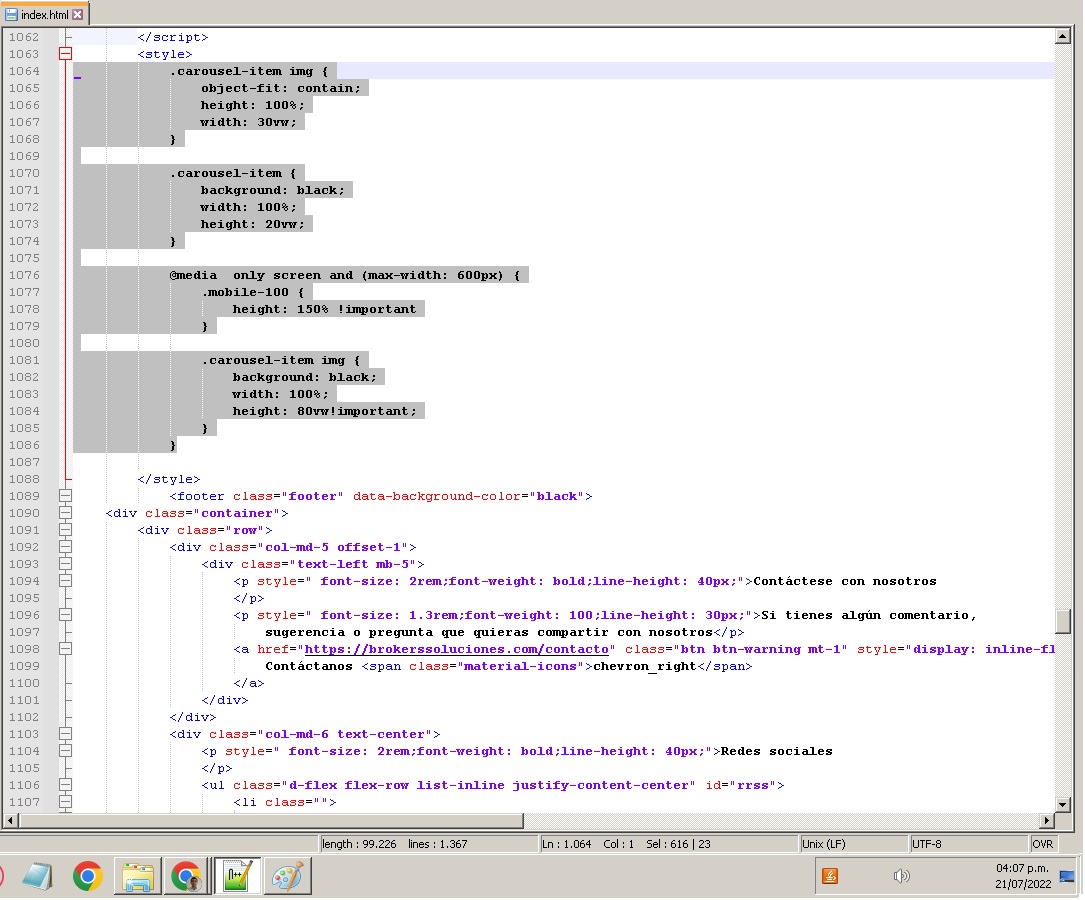 index.html
1062 </script>
1063 <style>
1064 .carousel-item img {
1065 object-fit: contain;
1066 height: 100%;
1067 width: 30vw;
1068 }
1069
1070 .carousel-item {
1071 background: black;
1072 width: 100%;
1073 height: 20vw;
1074 }
1075
1076 @media  only screen and (max-width: 600px) {
1077 .mobile-100 {
1078 height: 150% !important
1079 }
1080
1081 .carousel-item img {
1082 background: black;
1083 width: 100%;
1084 height: 80vw!important;
1085 }
1086 }
1087
1088 </style>
1089 <footer class="footer" data-background-color="black">
1090 <div class="container">
1091 <div class="row">
1092 <div class="col-md-5 offset-1">
1093 <div class="text-left mb-5">
1094 <p style=" font-size: 2rem;font-weight: bold;line-height: 40px;">Contáctese con nosotros
1095 </p>
1096 <p style=" font-size: 1.3rem;font-weight: 100;line-height: 30px;">Si tienes algún comentario,
1097 sugerencia o pregunta que quieras compartir con nosotros</p>
1098 <a href="https://brokerssoluciones.com/contacto" class="btn btn-warning mt-1" style="display: inline-fl
1099 Contáctanos <span class="material-icons">chevron_right</span>
1100 </a>
1101 </div>
1102 </div>
1103 <div class="col-md-6 text-center">
1104 <p style=" font-size: 2rem;font-weight: bold;line-height: 40px;">Redes sociales
1105 </p>
1106 <ul class="d-flex flex-row list-inline justify-content-center" id="rrss">
1107 <li class="">
length : 99.226 lines : 1.367 Ln : 1.064 Col : 1 Sel : 616 | 23 Unix (LF) UTF-8 OVR
04:07 p.m.
21/07/2022